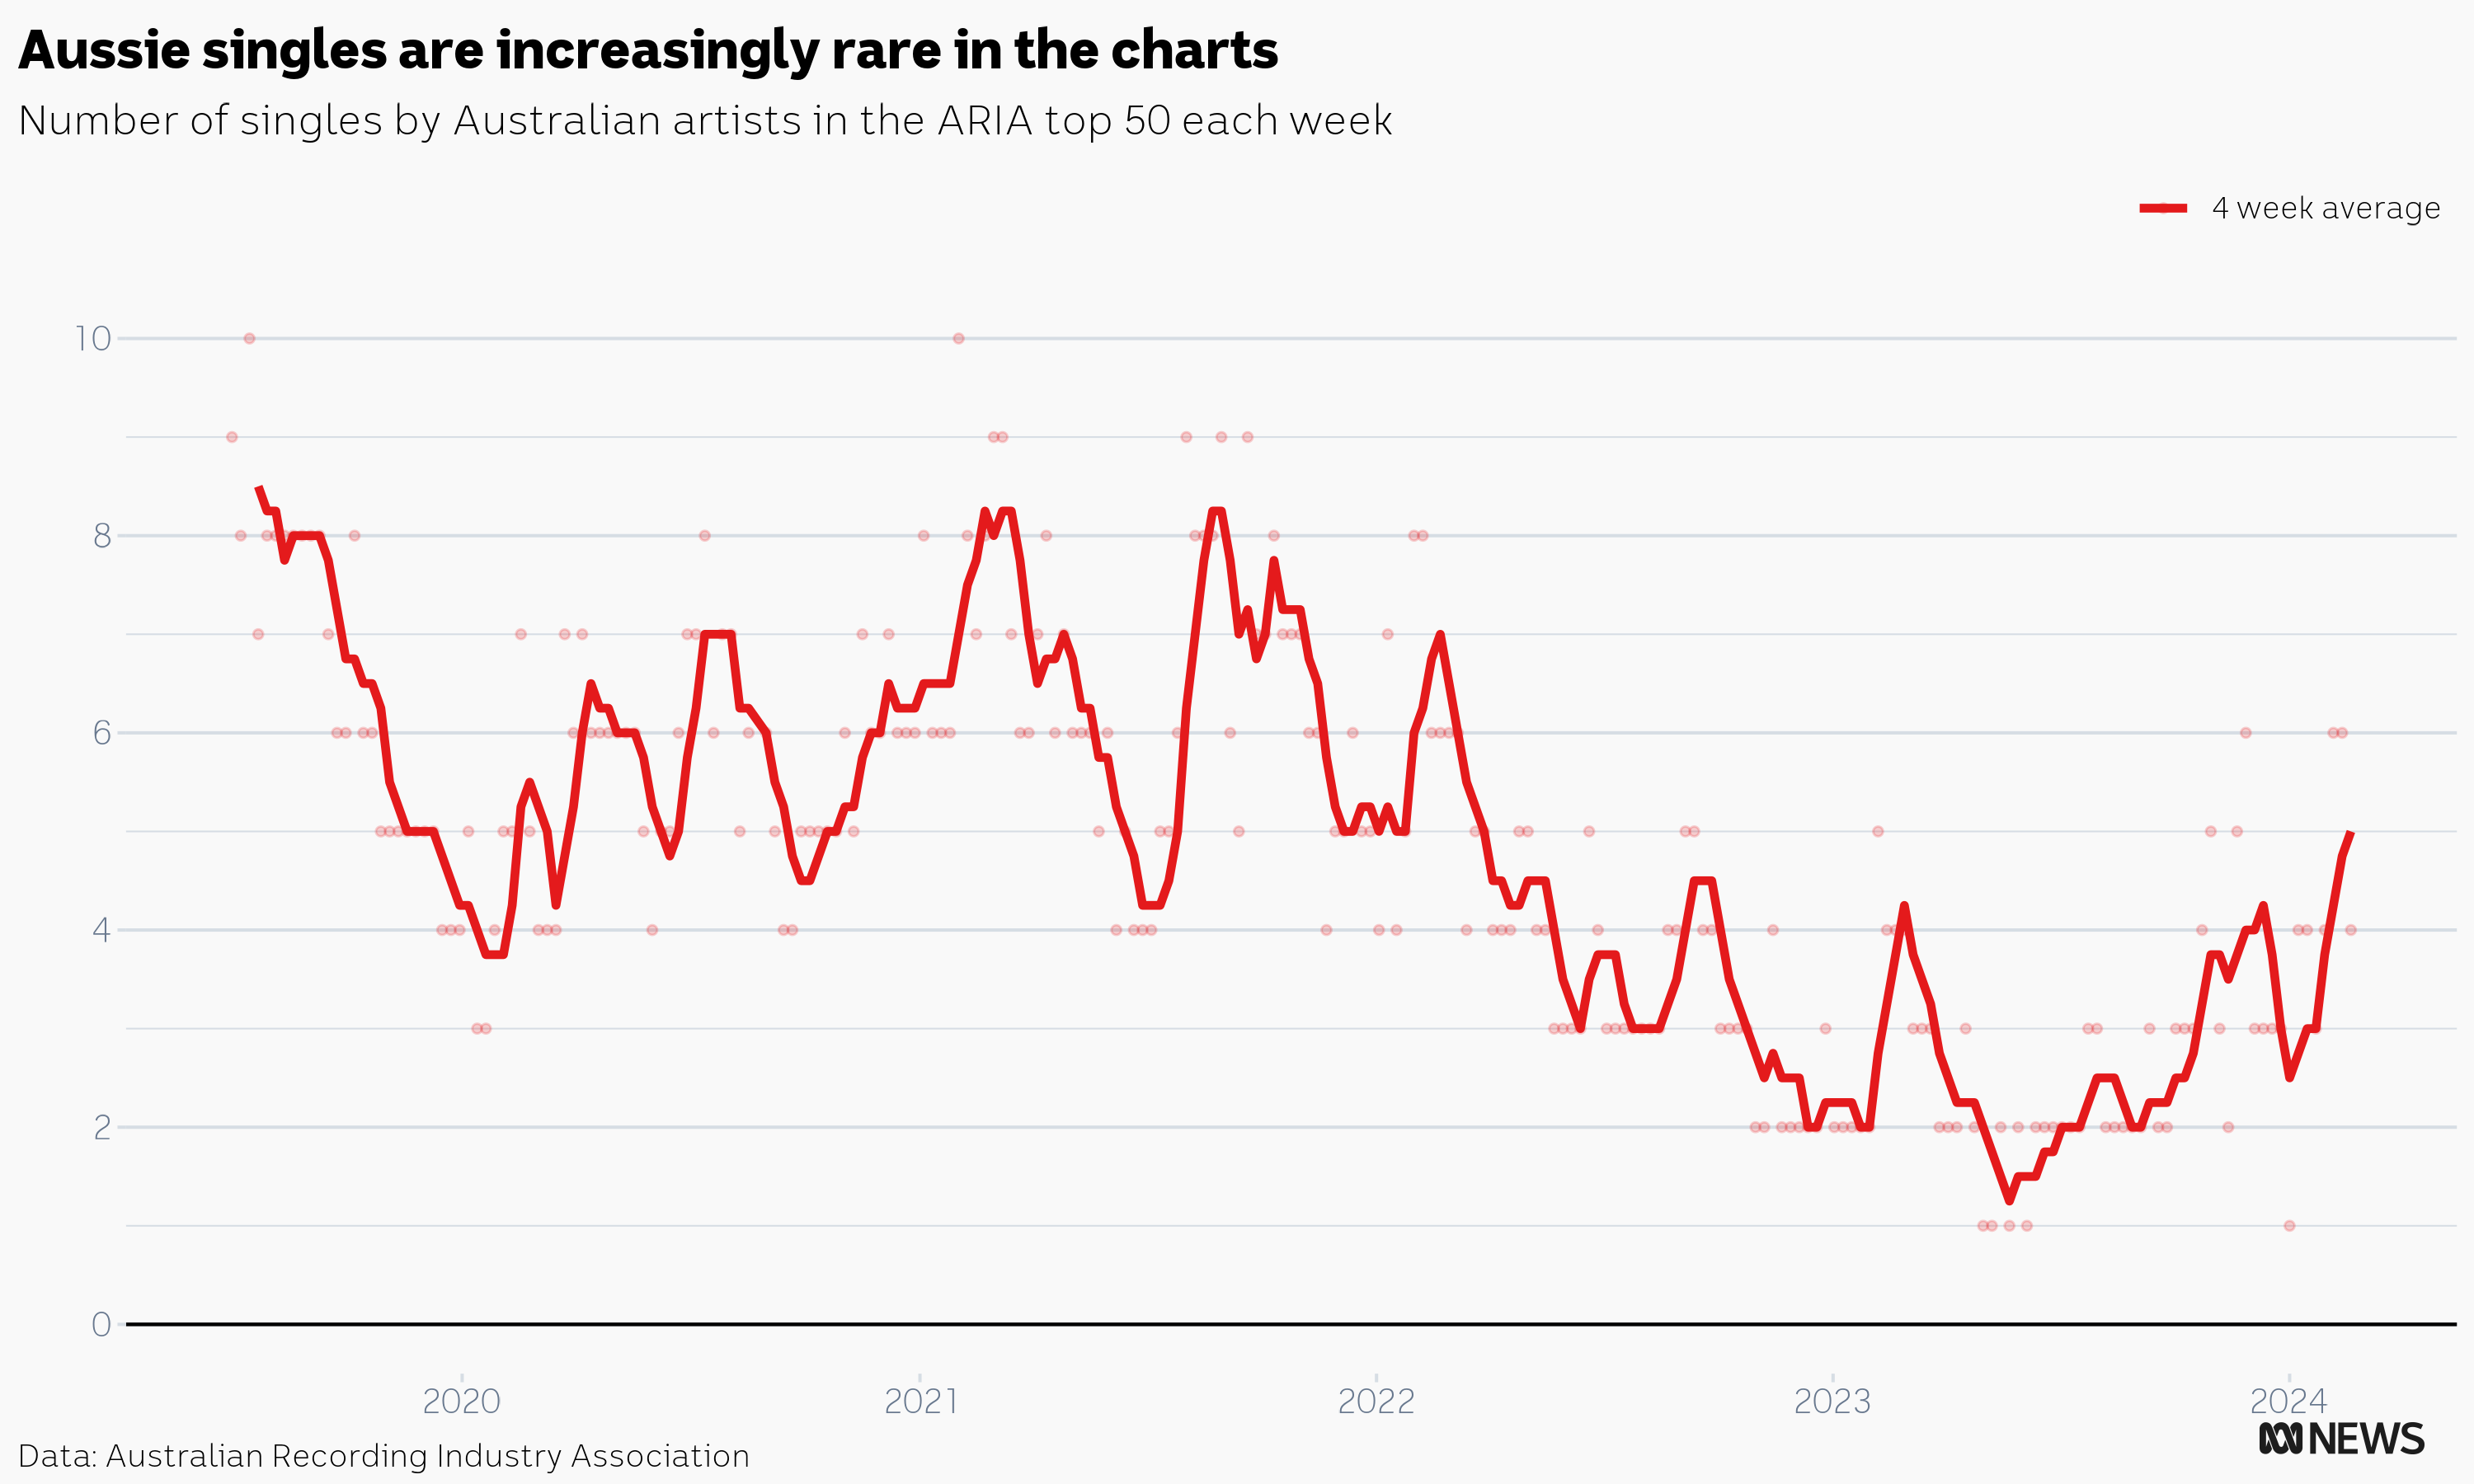 Aussie singles are increasingly rare in the charts
Number of singles by Australian artists in the ARIA top 50 each week
4 week average
10
8
6
4
2
0
2020 2021 2022 2023 2024
Data: Australian Recording Industry Association
NEWS